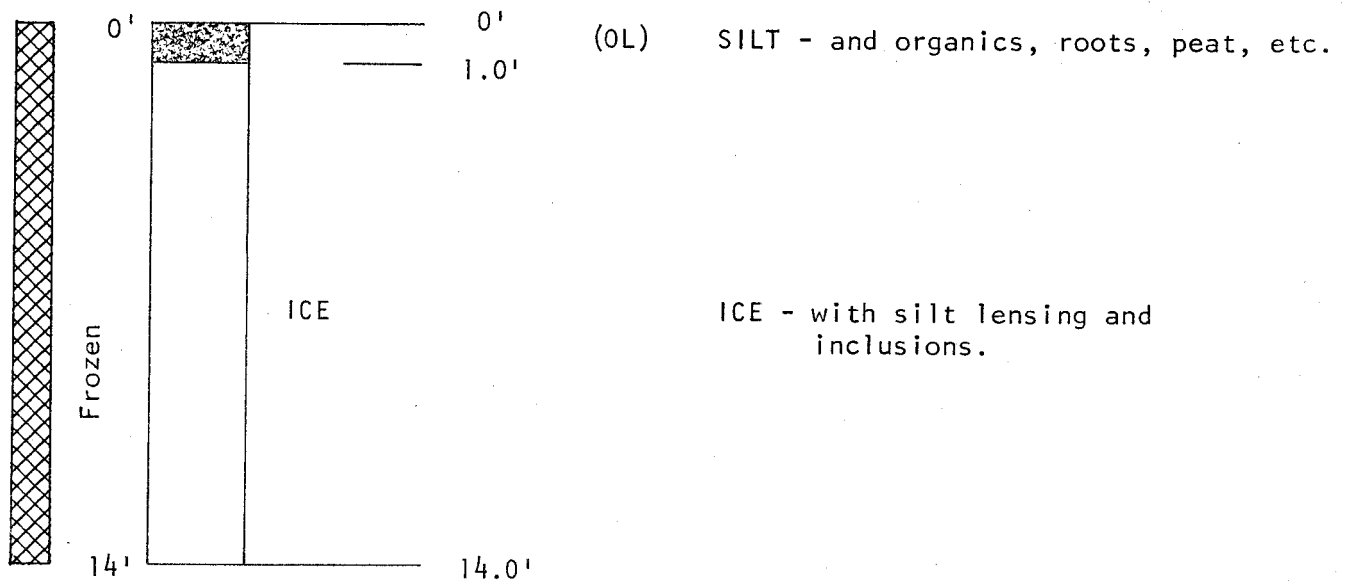 0' 0' (OL) SILT - and organics, roots, peat, etc.
1.0'
ICE ICE - with silt lensing and
inclusions.
Frozen
14' 14.0'